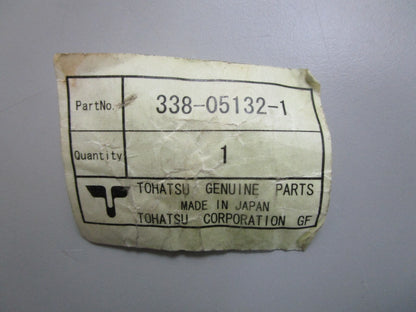 PartNo. 338-05132-1
Quantity 1
TOHATSU GENUINE PARTS
MADE IN JAPAN
TOHATSU CORPORATION GF